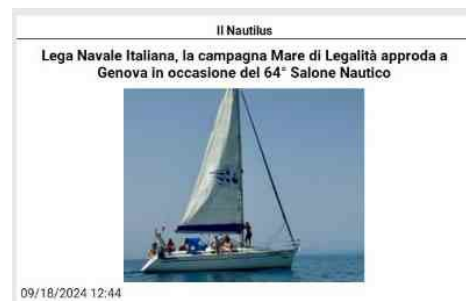 Il Nautilus
Lega Navale Italiana, la campagna Mare di Legalità approda a
Genova in occasione del 64° Salone Nautico
09/18/2024 12:44